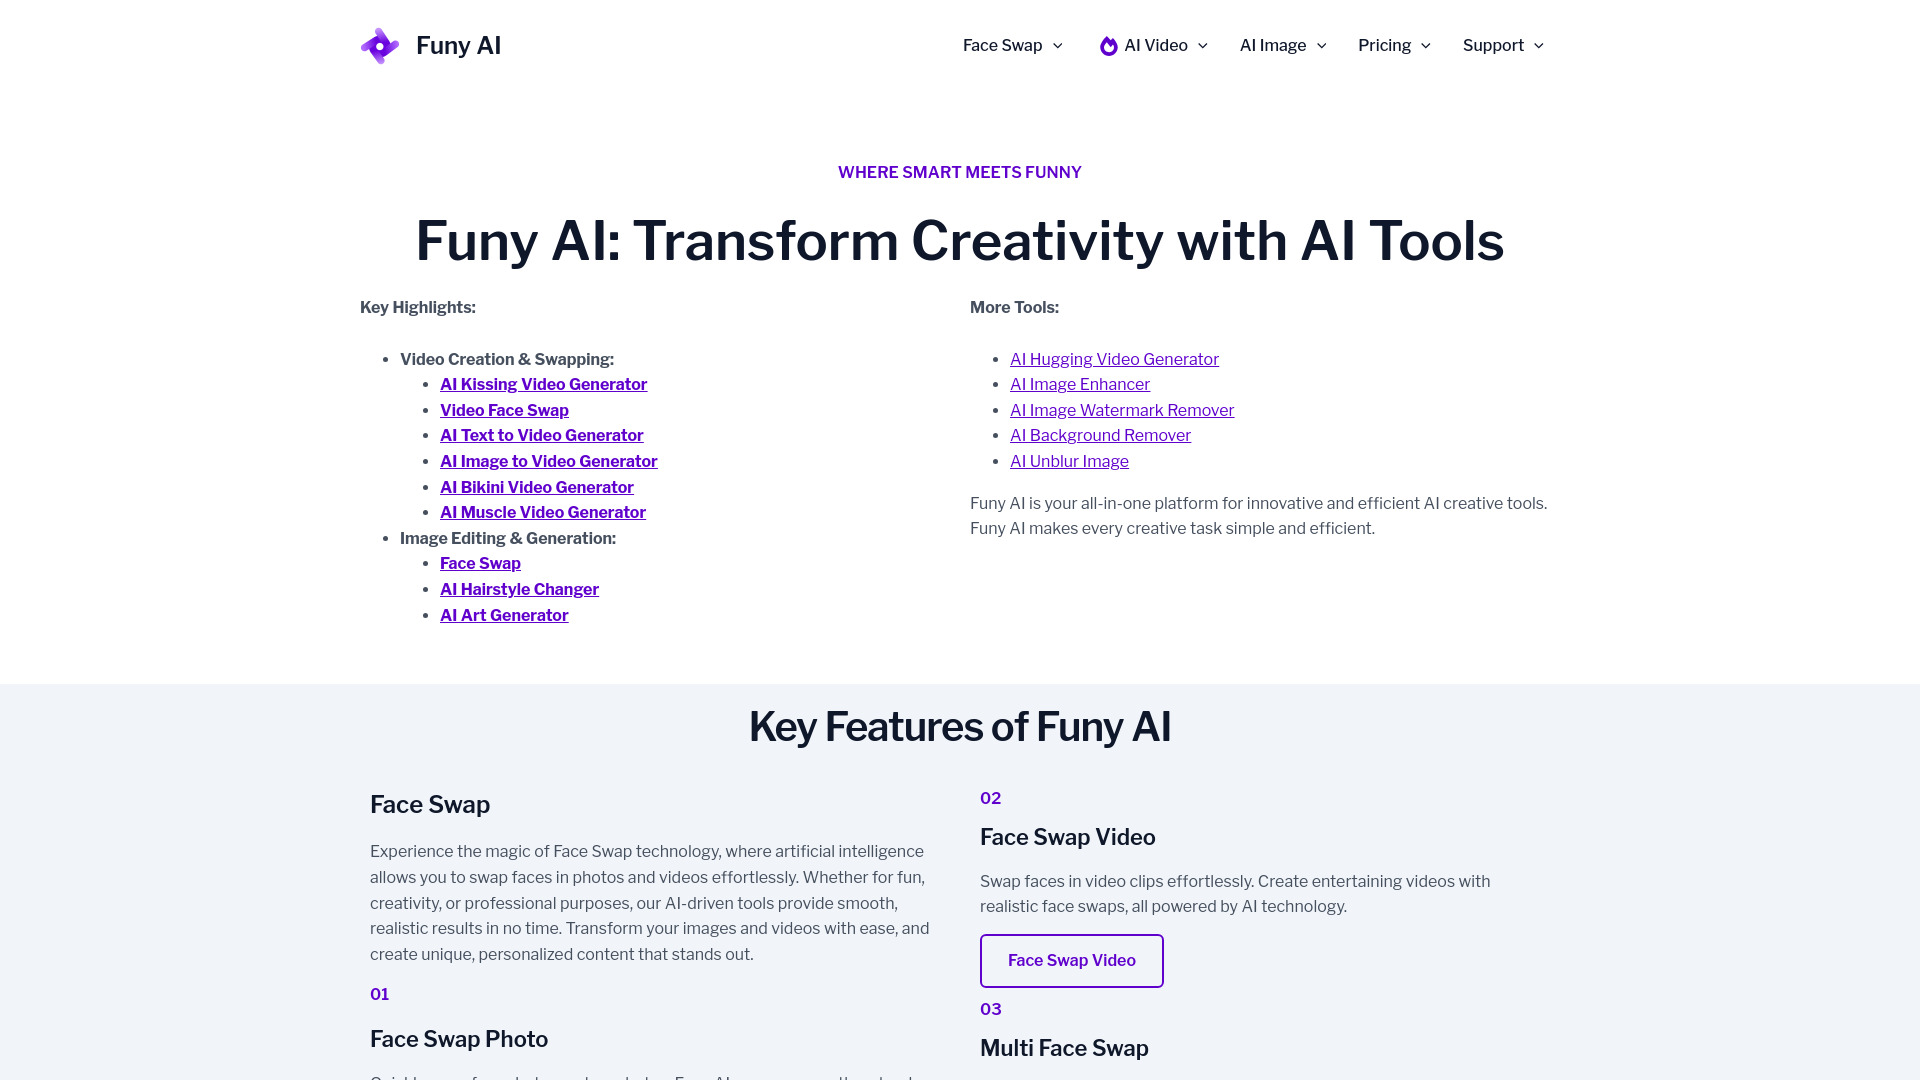 Funy AI
Face Swap
AI Video
AI Image
Pricing
Support
WHERE SMART MEETS FUNNY
Funy AI: Transform Creativity with AI Tools
Key Highlights:
Video Creation & Swapping:
AI Kissing Video Generator
Video Face Swap
AI Text to Video Generator
AI Image to Video Generator
AI Bikini Video Generator
AI Muscle Video Generator
Image Editing & Generation:
Face Swap
AI Hairstyle Changer
AI Art Generator
More Tools:
AI Hugging Video Generator
AI Image Enhancer
AI Image Watermark Remover
AI Background Remover
AI Unblur Image
Funy AI is your all-in-one platform for innovative and efficient AI creative tools.
Funy AI makes every creative task simple and efficient.
Key Features of Funy AI
Face Swap
Experience the magic of Face Swap technology, where artificial intelligence
allows you to swap faces in photos and videos effortlessly. Whether for fun,
creativity, or professional purposes, our AI-driven tools provide smooth,
realistic results in no time. Transform your images and videos with ease, and
create unique, personalized content that stands out.
01
Face Swap Photo
02
Face Swap Video
Swap faces in video clips effortlessly. Create entertaining videos with
realistic face swaps, all powered by AI technology.
Face Swap Video
03
Multi Face Swap